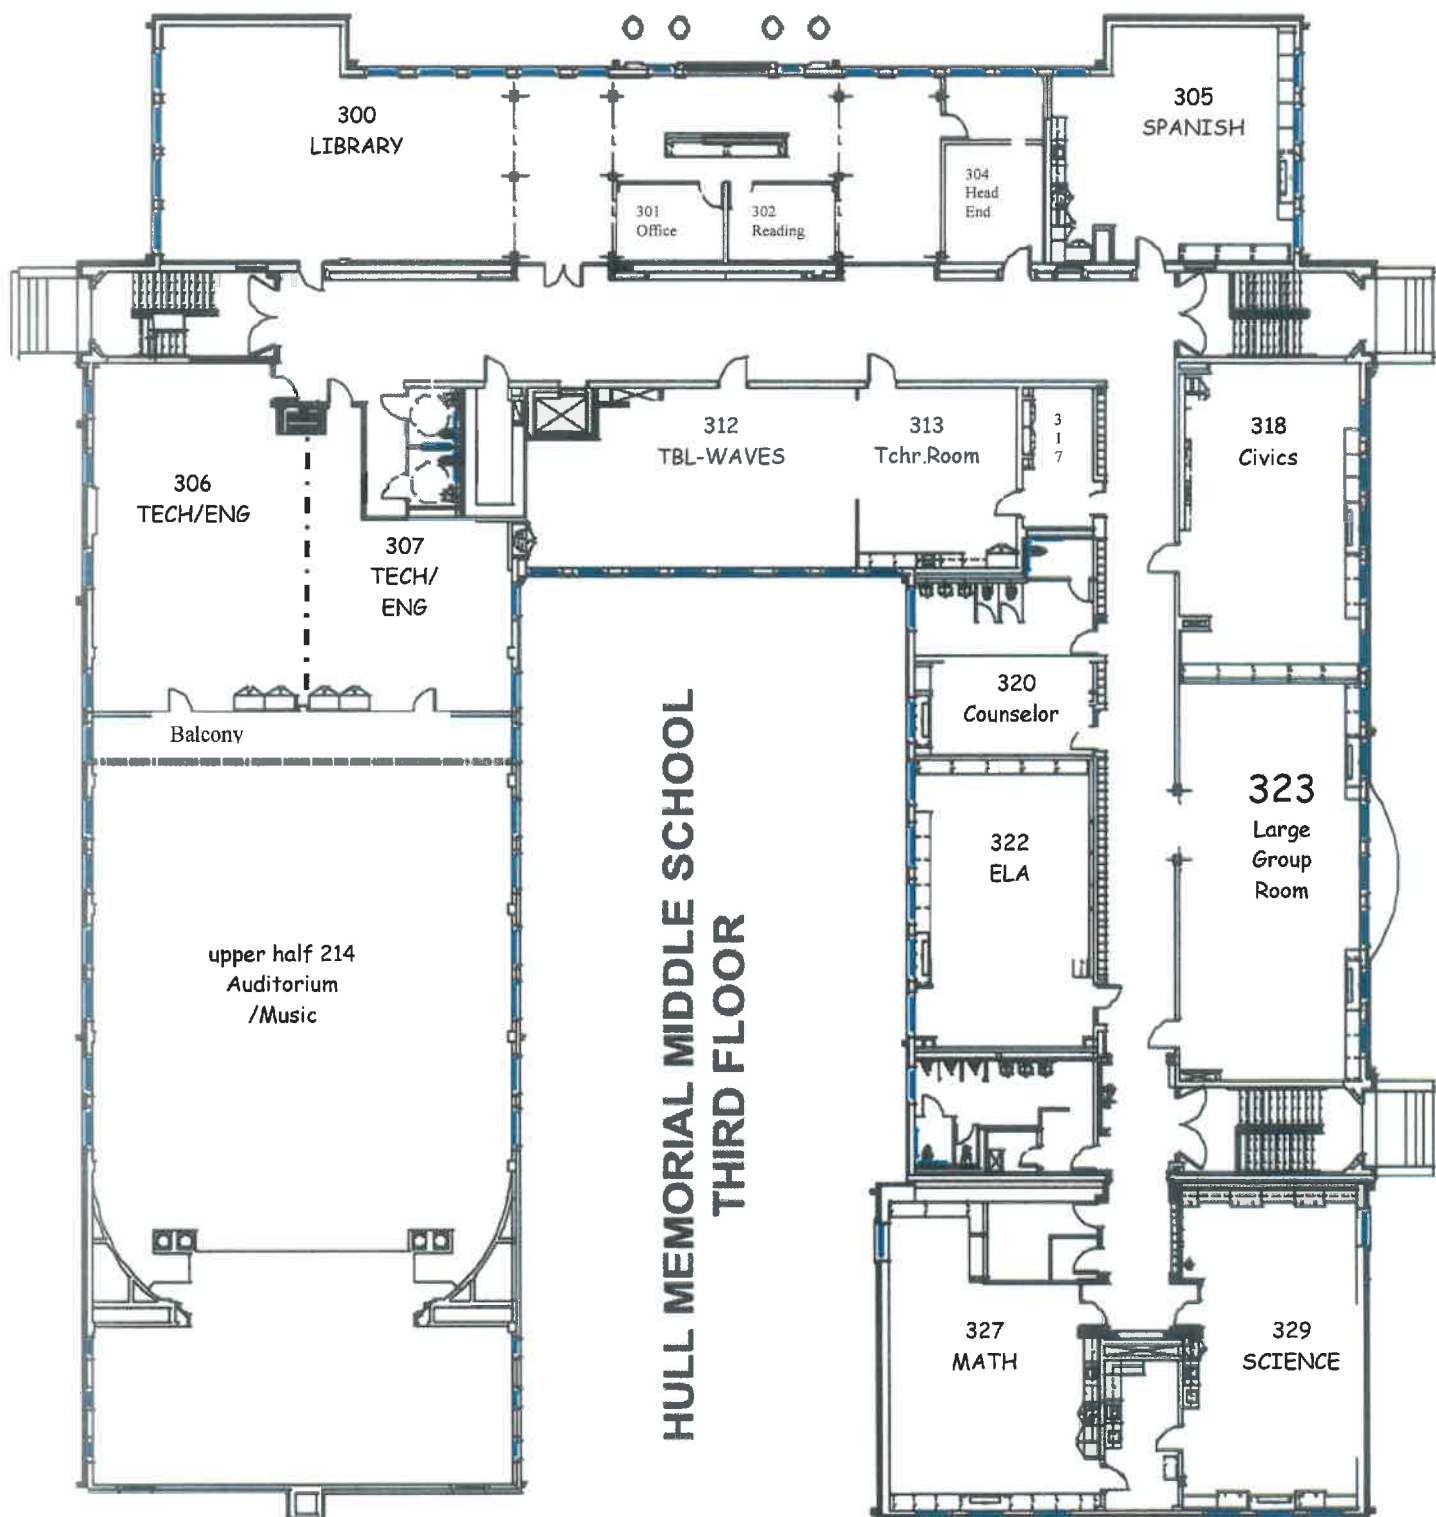 300
LIBRARY
305
SPANISH
304
Head
End
301
Office
302
Reading
312
TBL-WAVES
313
Tchr.Room
3
1
7
318
Civics
306
TECH/ENG
307
TECH/
ENG
320
Counselor
Balcony
323
Large
Group
Room
322
ELA
upper half 214
Auditorium
/Music
HULL MEMORIAL MIDDLE SCHOOL
THIRD FLOOR
327
MATH
329
SCIENCE